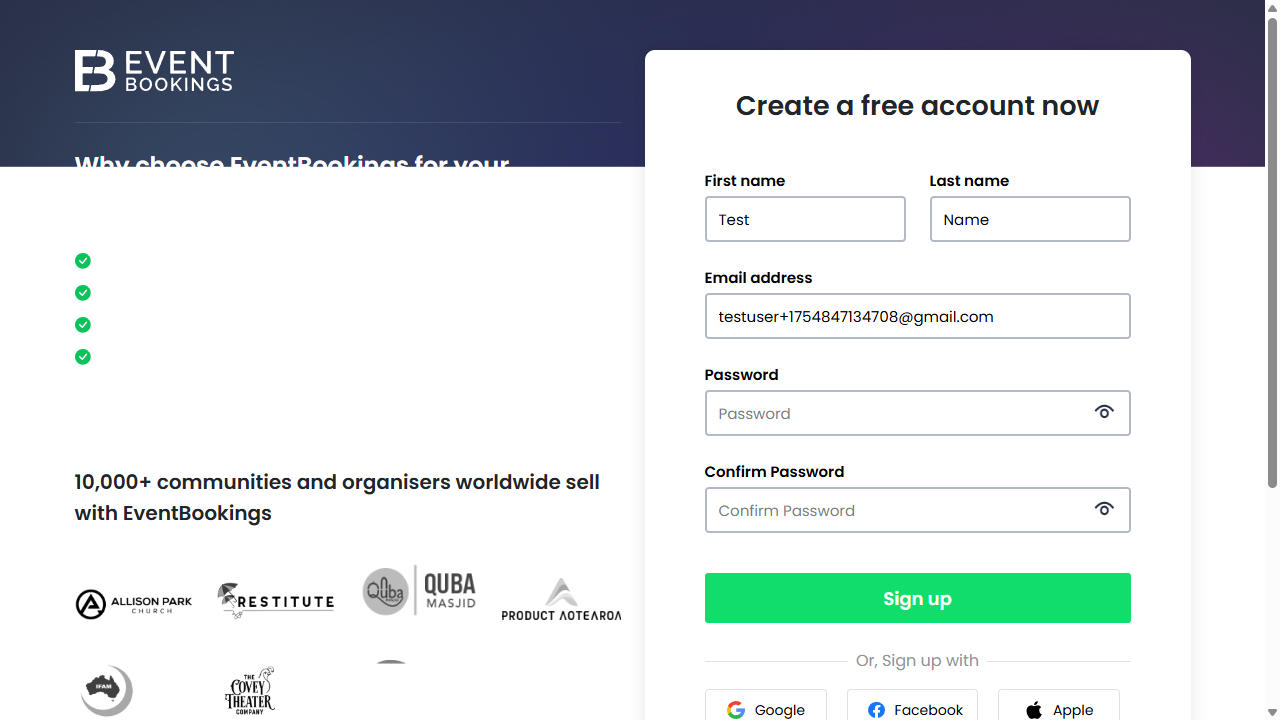 EVENT
BOOKINGS
Why choose EventBookings for your
10,000+ communities and organisers worldwide sell
with EventBookings
ALLISON PARK
CHURCH
RESTITUTE
Quba
QUBA
MASJID
PRODUCT AOTEAROA
IFAM
THE
COVEY
THEATER
COMPANY
Create a free account now
First name
Last name
Test
Name
Email address
testuser+1754847134708@gmail.com
Password
Password
Confirm Password
Confirm Password
Sign up
Or, Sign up with
Google
Facebook
Apple